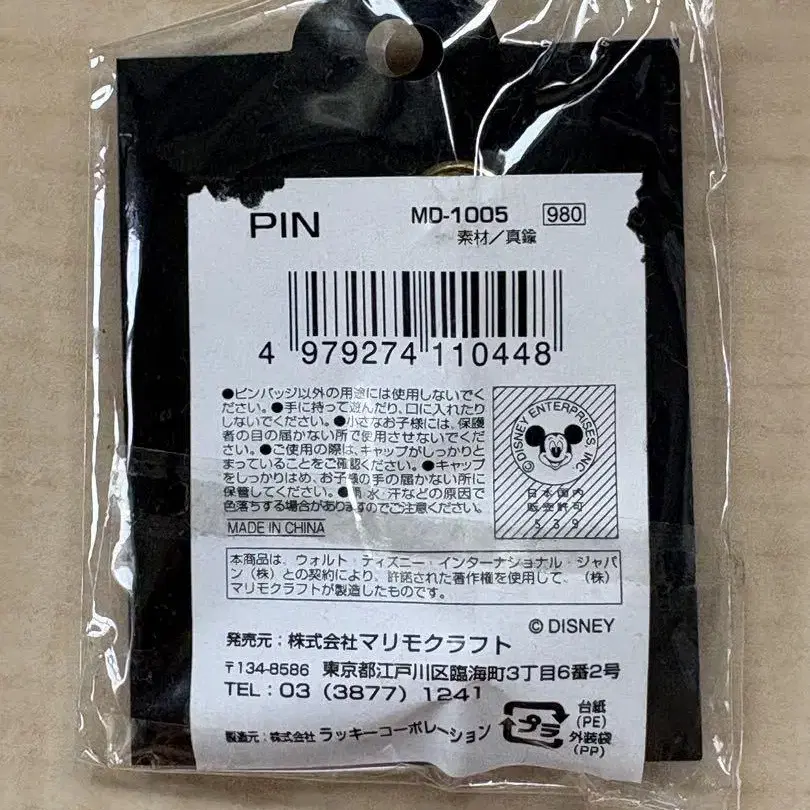 PIN
MD-1005 980
素材／真鍮
4 979274 110448
●ピンバッジ以外の用途には使用しないでく
ださい。●手に持って遊んだり、口に入れたり
しないでください。●小さなお子様には、保護
者の目の届かない所で使用させないでくだ
さい。●ご使用の際は、キャップがしっかりと
とまっていることをご確認ください。●キャップ
をしっかりはめ、お子様の手の届かない所に
保管してください。●雨、水、汗などの原因で
色落ちする場合がありますのでご注意ください。
MADE IN CHINA
©DISNEY ENTERPRISES, INC
日本国内
販売許可
539
本商品は、ウォルト・ディズニー・インターナショナル・ジャパ
ン（株）との契約により、許諾された著作権を使用して、（株）
マリモクラフトが製造したものです。
© DISNEY
発売元：株式会社マリモクラフト
〒134-8586 東京都江戸川区臨海町3丁目6番2号
TEL：03（3877）1241
製造元：株式会社 ラッキーコーポレーション
プラ
台紙
(PE)
外装袋
(PP)